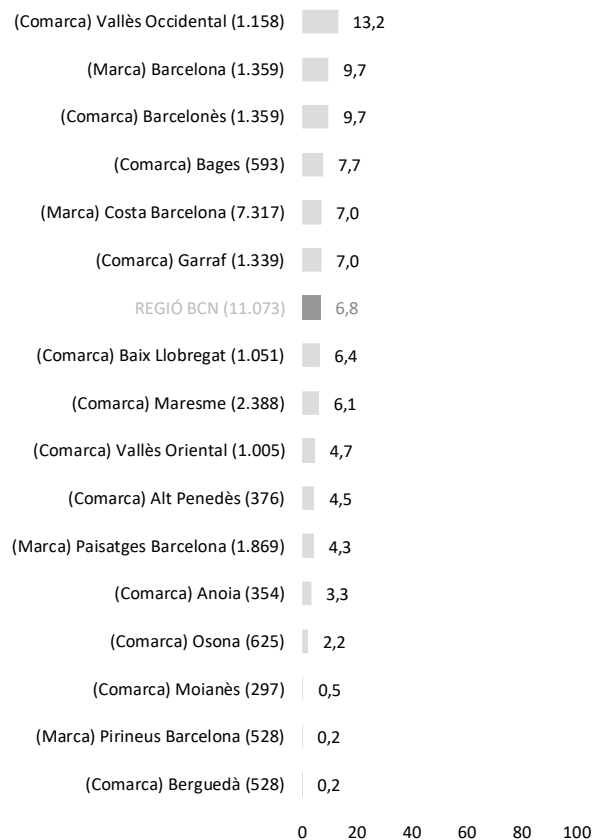 (Comarca) Vallès Occidental (1.158) 13,2
(Marca) Barcelona (1.359) 9,7
(Comarca) Barcelonès (1.359) 9,7
(Comarca) Bages (593) 7,7
(Marca) Costa Barcelona (7.317) 7,0
(Comarca) Garraf (1.339) 7,0
REGIÓ BCN (11.073) 6,8
(Comarca) Baix Llobregat (1.051) 6,4
(Comarca) Maresme (2.388) 6,1
(Comarca) Vallès Oriental (1.005) 4,7
(Comarca) Alt Penedès (376) 4,5
(Marca) Paisatges Barcelona (1.869) 4,3
(Comarca) Anoia (354) 3,3
(Comarca) Osona (625) 2,2
(Comarca) Moianès (297) 0,5
(Marca) Pirineus Barcelona (528) 0,2
(Comarca) Berguedà (528) 0,2
0 20 40 60 80 100